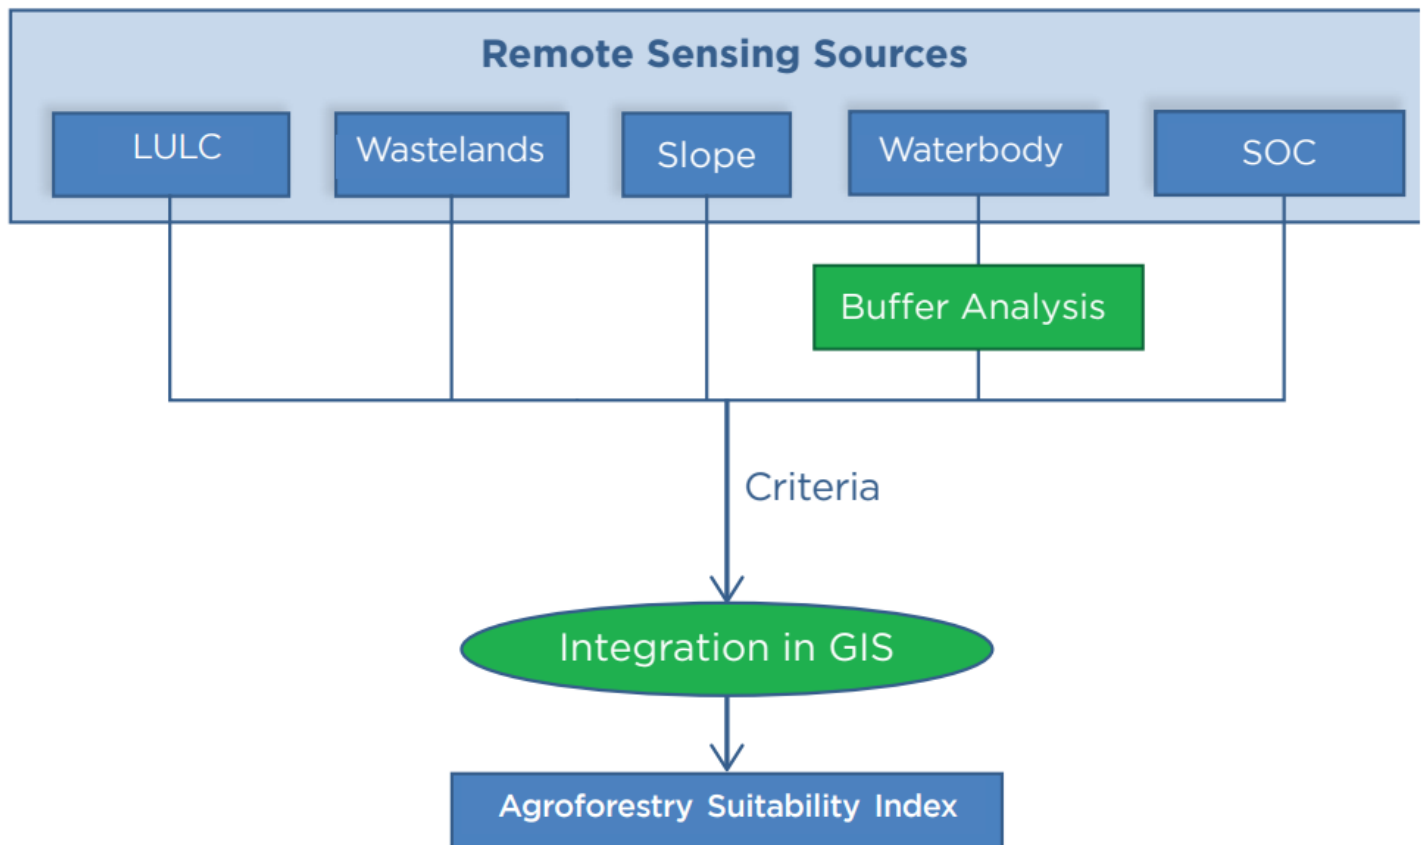 Remote Sensing Sources
LULC
Wastelands
Slope
Waterbody
SOC
Buffer Analysis
Criteria
Integration in GIS
Agroforestry Suitability Index